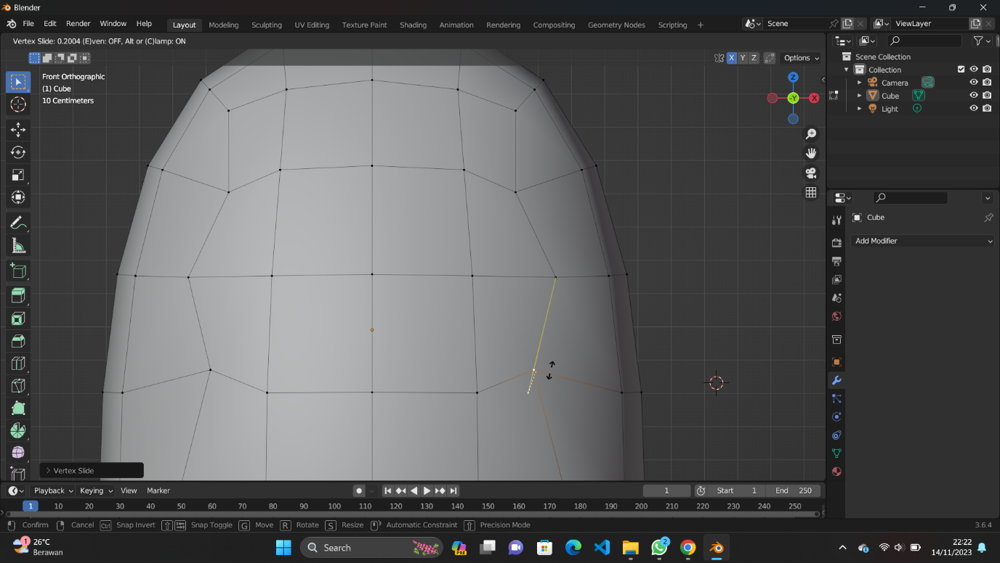 Blender
File Edit Render Window Help
Layout Modeling Sculpting UV Editing Texture Paint Shading Animation Rendering Compositing Geometry Nodes Scripting +
Scene
ViewLayer
Vertex Slide: 0.2004 (E)ven: OFF, Alt or (C)lamp: ON
X Y Z
Options
Front Orthographic
(1) Cube
10 Centimeters
Z
-Y
X
Scene Collection
Collection
Camera
Cube
Light
Cube
Add Modifier
> Vertex Slide
Playback Keying View Marker
1
Start 1
End 250
1 10 20 30 40 50 60 70 80 90 100 110 120 130 140 150 160 170 180 190 200 210 220 230 240 250
Confirm Cancel Ctrl Snap Invert Snap Toggle G Move R Rotate S Resize Automatic Constraint Precision Mode 3.6.4
1
26°C
Berawan
Search
PRE
2
22:22
14/11/2023